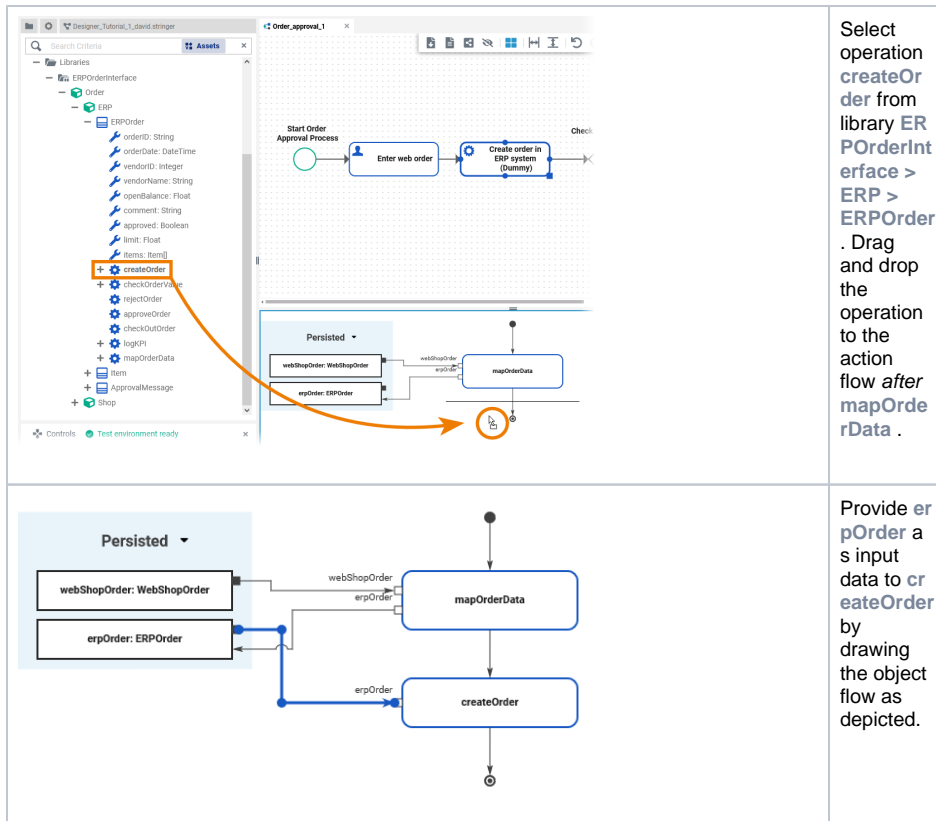 Designer_Tutorial_1_david.stringer
Order_approval_1 ×
Search Criteria
Assets ×
Libraries
ERPOrderInterface
Order
ERP
ERPOrder
orderID: String
orderDate: DateTime
vendorID: Integer
vendorName: String
openBalance: Float
comment: String
approved: Boolean
limit: Float
items: Item[]
createOrder
checkOrderValue
rejectOrder
approveOrder
checkOutOrder
logKPI
mapOrderData
Item
ApprovalMessage
Shop
Controls
Test environment ready ×
Start Order
Approval Process
Enter web order
Create order in
ERP system
(Dummy)
Check
Persisted
webShopOrder: WebShopOrder
erpOrder: ERPOrder
webShopOrder
erpOrder
mapOrderData
Select
operation
createOr
der from
library ER
POrderInt
erface >
ERP >
ERPOrder
. Drag
and drop
the
operation
to the
action
flow after
mapOrde
rData .
Persisted
webShopOrder: WebShopOrder
erpOrder: ERPOrder
webShopOrder
erpOrder
mapOrderData
erpOrder
createOrder
Provide er
pOrder a
s input
data to cr
eateOrder
by
drawing
the object
flow as
depicted.